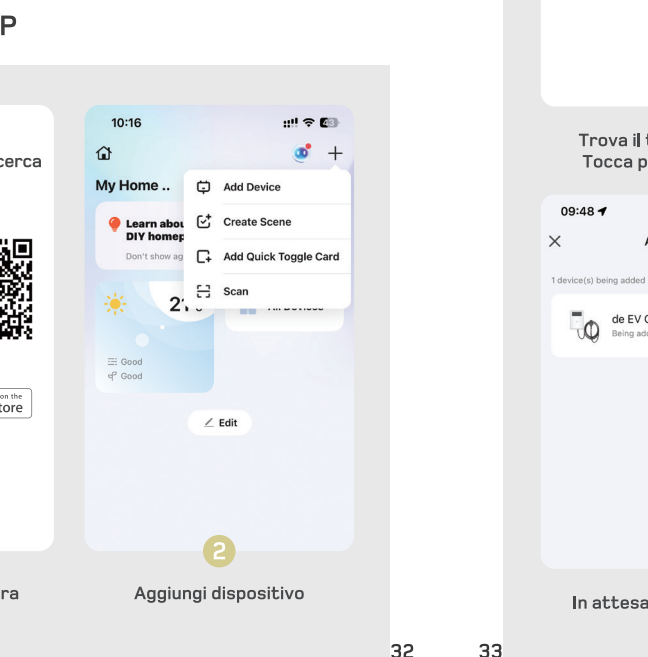 P
cerca
on the
tore
ra
10:16
43
My Home ..
Learn abou
DIY homep
Don't show ag
Add Device
Create Scene
Add Quick Toggle Card
Scan
Good
Good
Edit
2
Aggiungi dispositivo
32
33
Trova il t
Tocca p
09:48
A
1 device(s) being added
de EV C
Being add
In attesa